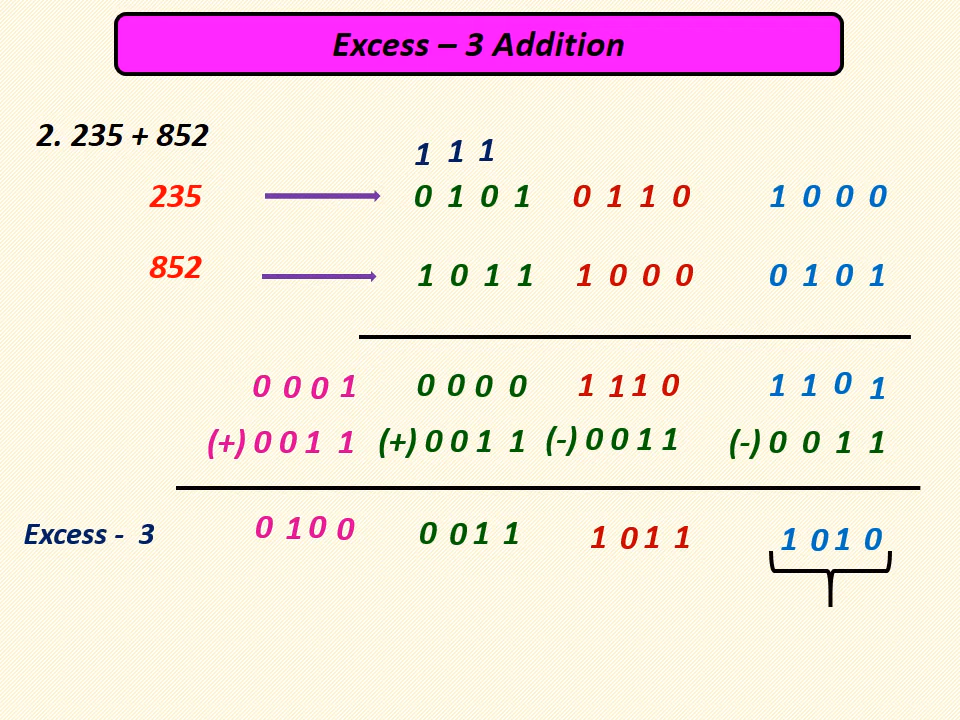 Excess – 3 Addition
2. 235 + 852
1 1 1
235 0 1 0 1 0 1 1 0 1 0 0 0
852 1 0 1 1 1 0 0 0 0 1 0 1
0 0 0 1 0 0 0 0 1 1 1 0 1 1 0 1
(+) 0 0 1 1 (+) 0 0 1 1 (-) 0 0 1 1 (-) 0 0 1 1
Excess - 3 0 1 0 0 0 0 1 1 1 0 1 1 1 0 1 0